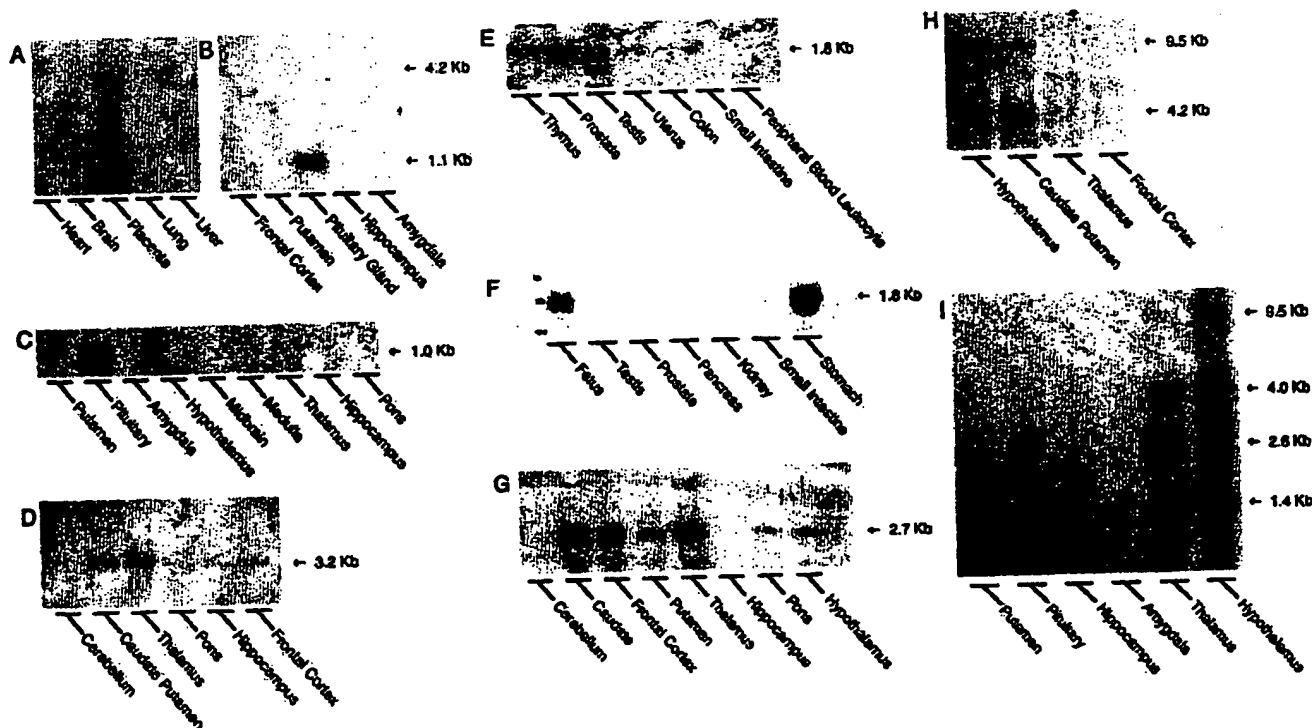 A
Heart
Brain
Placenta
Lung
Liver
B
← 4.2 Kb
← 1.1 Kb
Frontal Cortex
Putamen
Pituitary Gland
Hippocampus
Amygdala
C
← 1.0 Kb
Putamen
Pituitary
Amygdala
Hypothalamus
Midbrain
Medulla
Thalamus
Hippocampus
Pons
D
← 3.2 Kb
Cerebellum
Caudate Putamen
Thalamus
Pons
Hippocampus
Frontal Cortex
E
← 1.8 Kb
Thymus
Prostate
Testis
Uterus
Colon
Small Intestine
Peripheral Blood Leukocyte
F
← 1.8 Kb
Fetus
Testis
Prostate
Pancreas
Kidney
Small Intestine
Stomach
G
← 2.7 Kb
Cerebellum
Caudate
Frontal Cortex
Putamen
Thalamus
Hippocampus
Pons
Hypothalamus
H
← 9.5 Kb
← 4.2 Kb
Hypothalamus
Caudate Putamen
Thalamus
Frontal Cortex
I
← 9.5 Kb
← 4.0 Kb
← 2.6 Kb
← 1.4 Kb
Putamen
Pituitary
Hippocampus
Amygdala
Thalamus
Hypothalamus